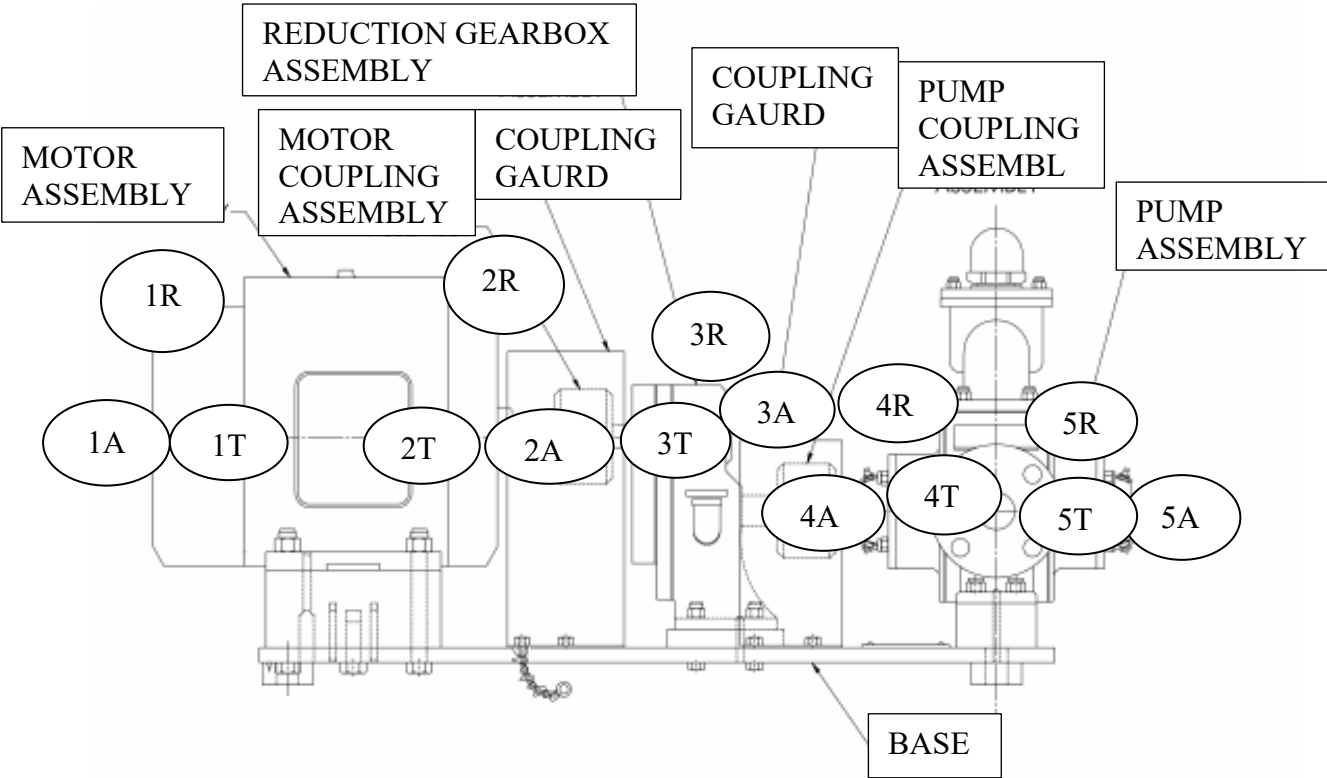 REDUCTION GEARBOX
ASSEMBLY
COUPLING
GAURD
PUMP
COUPLING
ASSEMBL
MOTOR
ASSEMBLY
MOTOR
COUPLING
ASSEMBLY
COUPLING
GAURD
PUMP
ASSEMBLY
1R
2R
3R
3A
4R
5R
1A
1T
2T
2A
3T
4A
4T
5T
5A
BASE